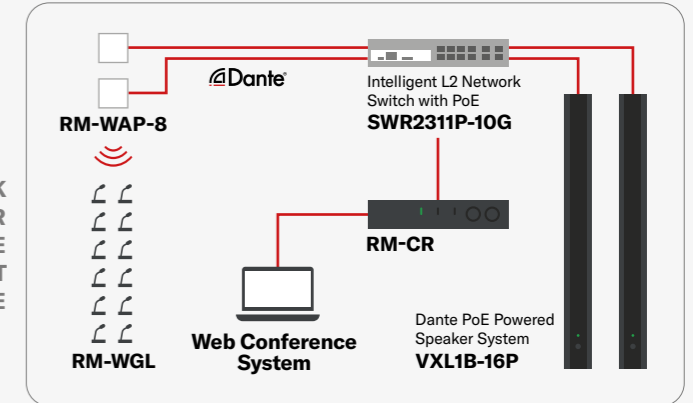 Dante
Intelligent L2 Network
Switch with PoE
SWR2311P-10G
RM-WAP-8
K
R
E
T
E
RM-CR
Web Conference
System
Dante PoE Powered
Speaker System
VXL1B-16P
RM-WGL